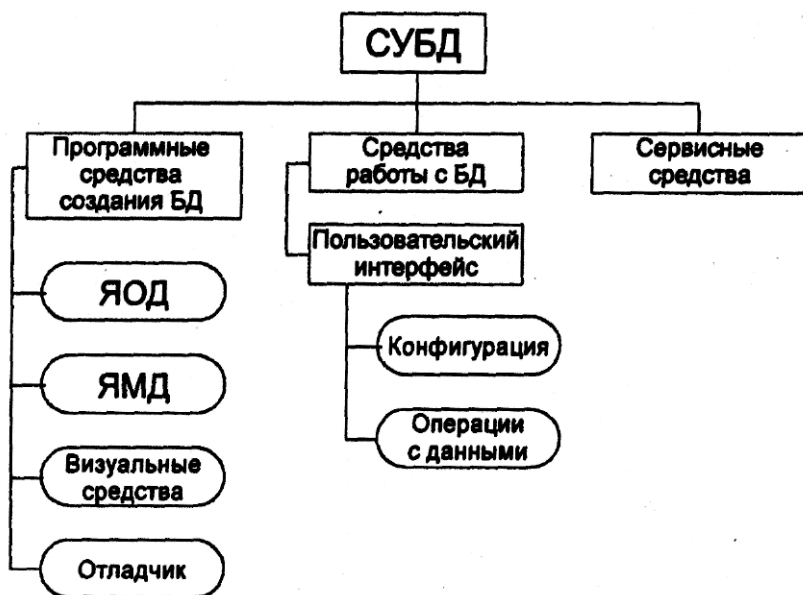 СУБД
Программные
средства
создания БД
Средства
работы с БД
Сервисные
средства
Пользовательский
интерфейс
ЯОД
ЯМД
Визуальные
средства
Отладчик
Конфигурация
Операции
с данными